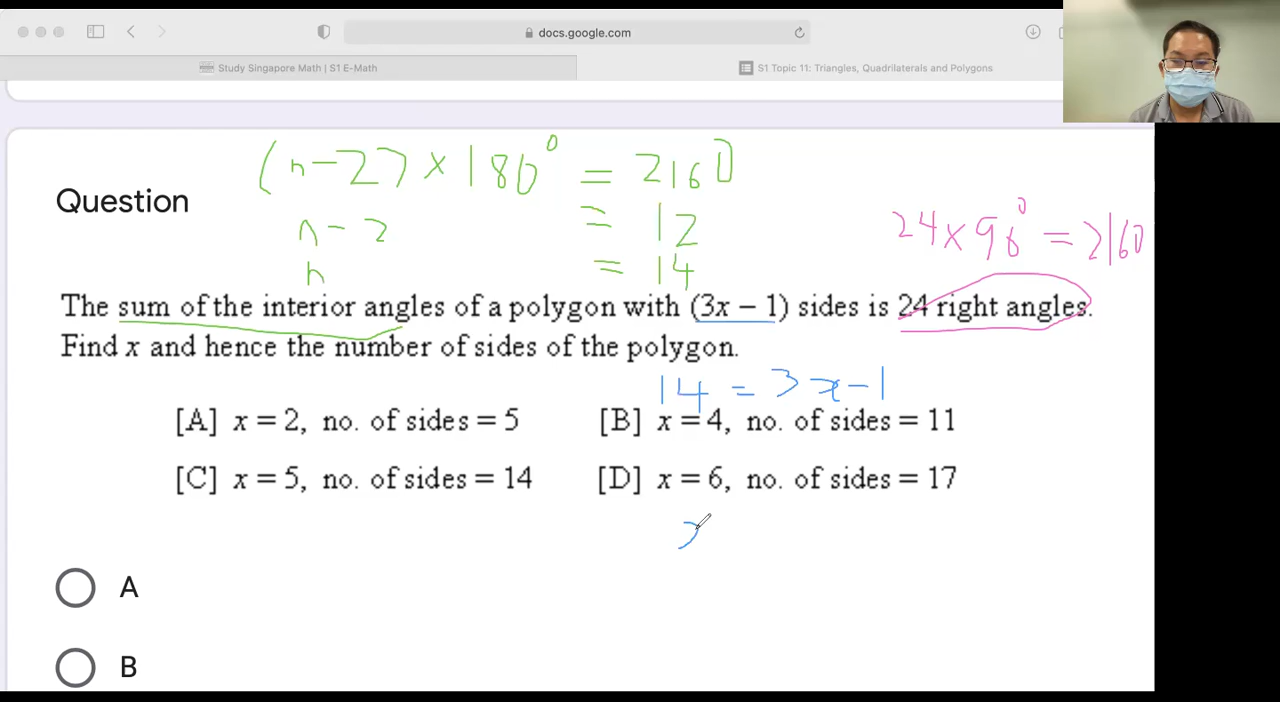 docs.google.com
Study Singapore Math | S1 E-Math
S1 Topic 11: Triangles, Quadrilaterals and Polygons
(n-2) × 180° = 2160
Question
n - 2 = 12
24 × 90° = 2160
n = 14
The sum of the interior angles of a polygon with (3x − 1) sides is 24 right angles.
Find x and hence the number of sides of the polygon.
14 = 3x - 1
[A] x = 2, no. of sides = 5
[B] x = 4, no. of sides = 11
[C] x = 5, no. of sides = 14
[D] x = 6, no. of sides = 17
A
B